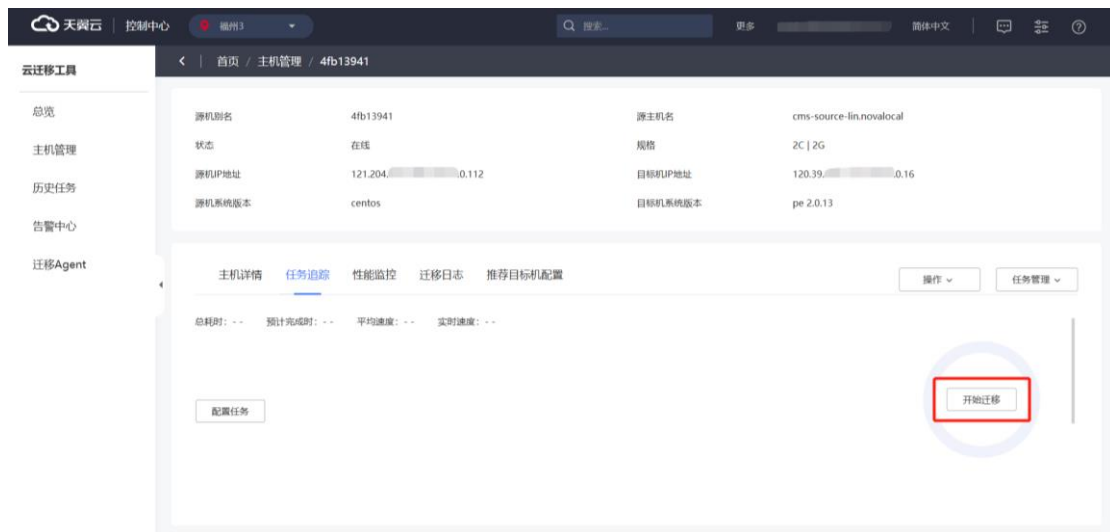 天翼云 控制中心 福州3 搜索... 更多 简体中文
云迁移工具
首页 / 主机管理 / 4fb13941
总览
主机管理
历史任务
告警中心
迁移Agent
源机别名 4fb13941 源主机名 cms-source-lin.novalocal
状态 在线 规格 2C | 2G
源机IP地址 121.204. .0.112 目标机IP地址 120.39. .0.16
源机系统版本 centos 目标机系统版本 pe 2.0.13
主机详情 任务追踪 性能监控 迁移日志 推荐目标机配置 操作 任务管理
总耗时：-- 预计完成时：-- 平均速度：-- 实时速度：--
开始迁移
配置任务